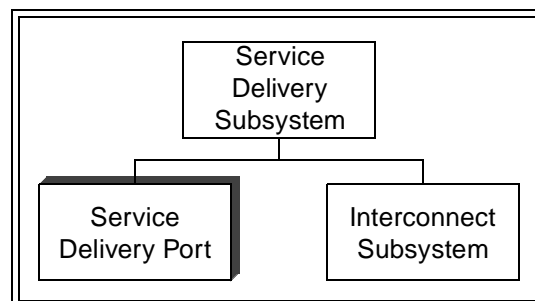 Service
Delivery
Subsystem
Service
Delivery Port
Interconnect
Subsystem